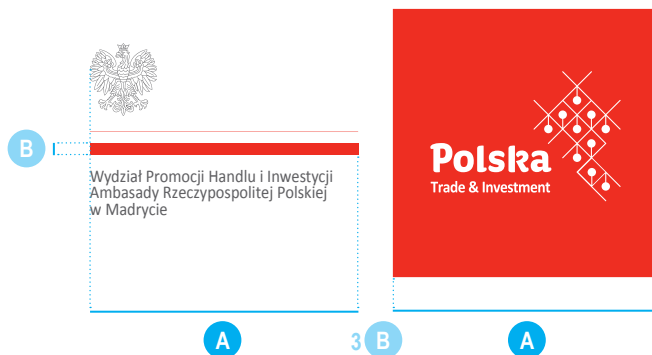 B
Wydział Promocji Handlu i Inwestycji
Ambasady Rzeczypospolitej Polskiej
w Madrycie
A
3 B
Polska
Trade & Investment
A